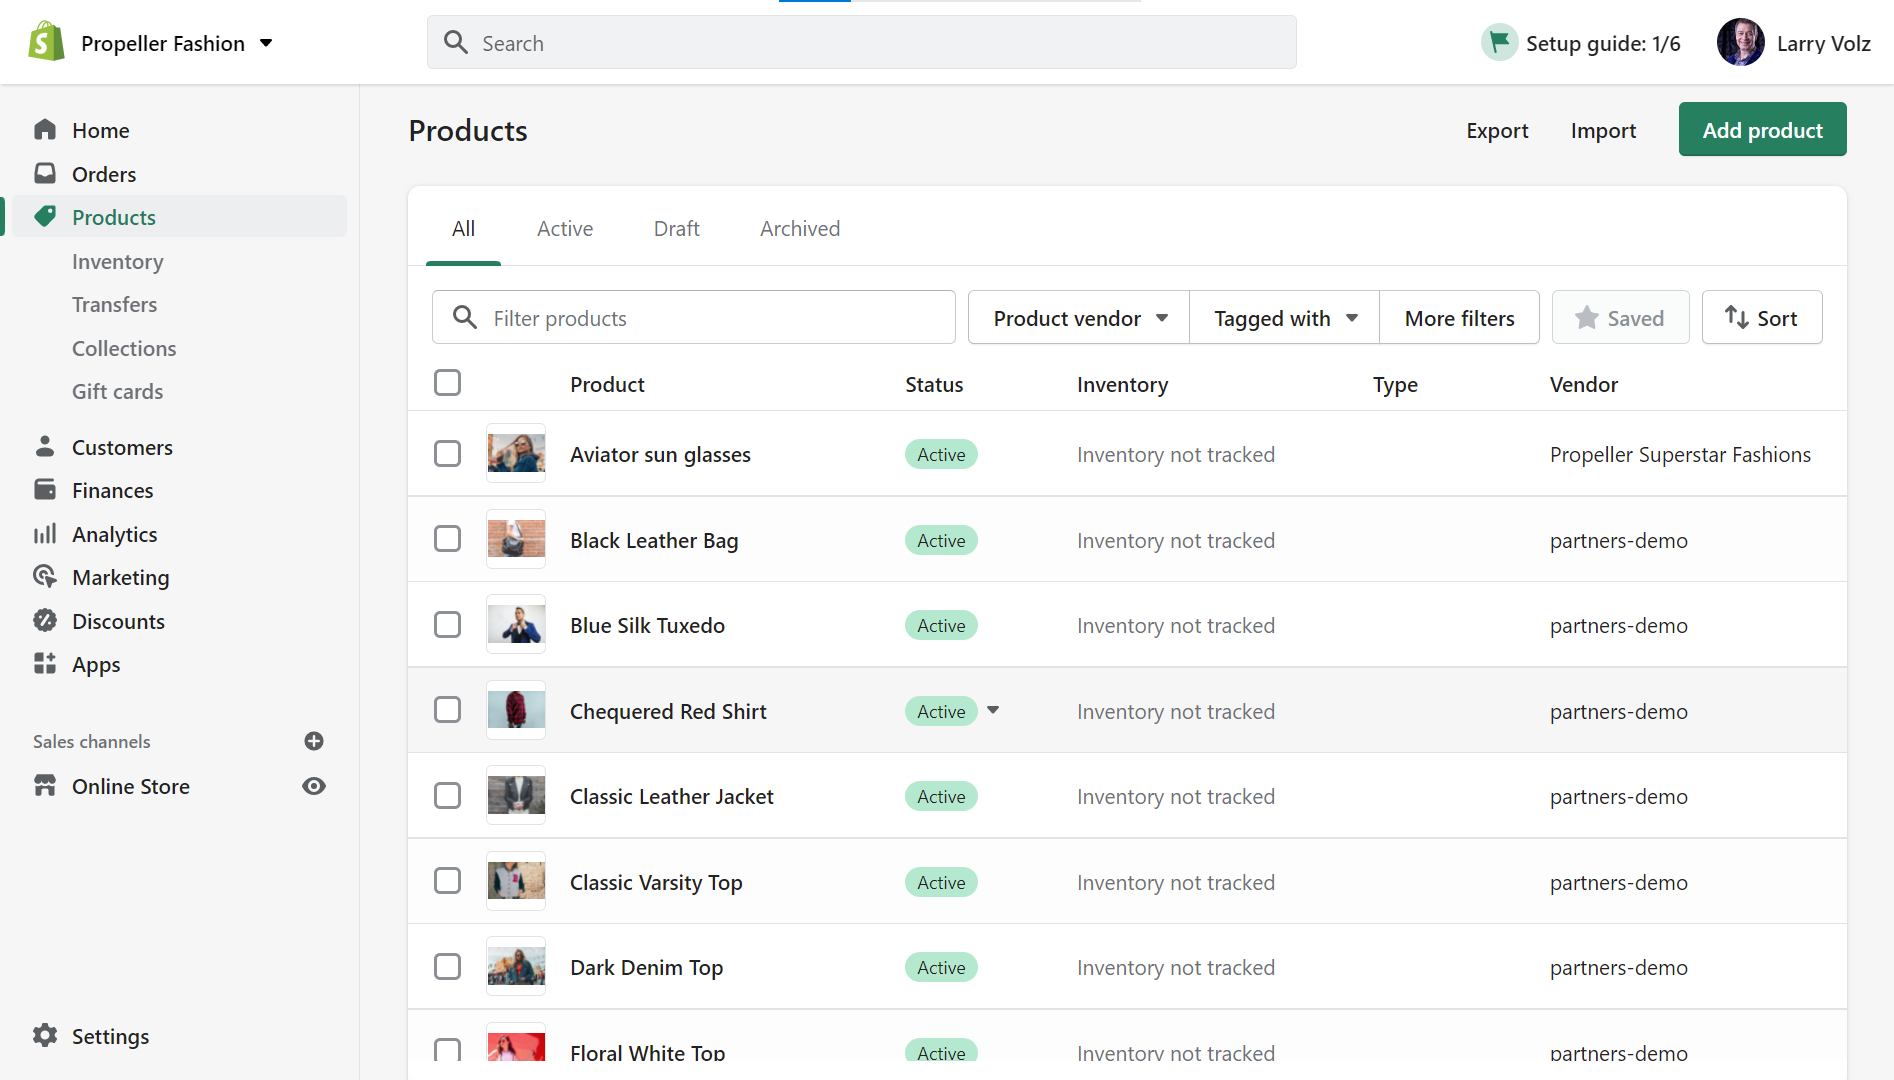 Propeller Fashion
Search
Setup guide: 1/6
Larry Volz
Home
Orders
Products
Inventory
Transfers
Collections
Gift cards
Customers
Finances
Analytics
Marketing
Discounts
Apps
Sales channels
Online Store
Settings
Products
Export Import Add product
All Active Draft Archived
Filter products Product vendor Tagged with More filters Saved Sort
Product Status Inventory Type Vendor
Aviator sun glasses Active Inventory not tracked Propeller Superstar Fashions
Black Leather Bag Active Inventory not tracked partners-demo
Blue Silk Tuxedo Active Inventory not tracked partners-demo
Chequered Red Shirt Active Inventory not tracked partners-demo
Classic Leather Jacket Active Inventory not tracked partners-demo
Classic Varsity Top Active Inventory not tracked partners-demo
Dark Denim Top Active Inventory not tracked partners-demo
Floral White Top Active Inventory not tracked partners-demo